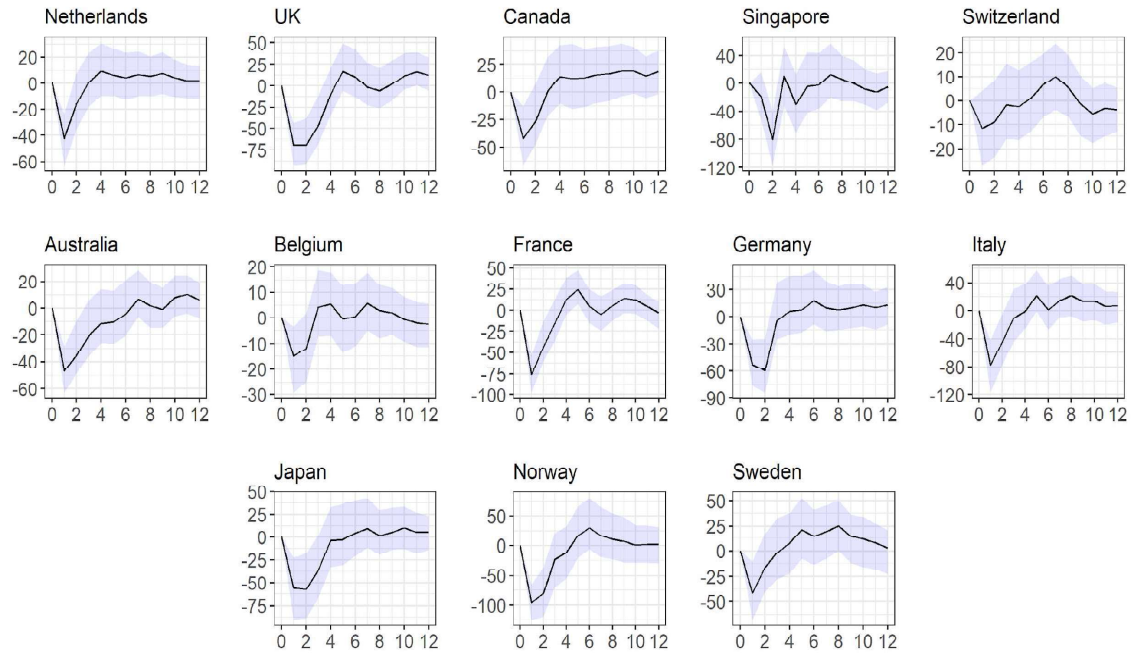 Netherlands UK Canada Singapore Switzerland
20 50 25 40 20
0 25 0 0 10
-20 0 -25 -40 0
-40 -25 -50 -80 -10
-60 -50 -120 -20
-75
0 2 4 6 8 10 12 0 2 4 6 8 10 12 0 2 4 6 8 10 12 0 2 4 6 8 10 12 0 2 4 6 8 10 12
Australia Belgium France Germany Italy
20 20 50 30 40
0 10 25 0 0
-20 0 0 -30 -40
-40 -10 -25 -60 -80
-60 -20 -50 -90 -120
-30 -75
-100
0 2 4 6 8 10 12 0 2 4 6 8 10 12 0 2 4 6 8 10 12 0 2 4 6 8 10 12 0 2 4 6 8 10 12
Japan Norway Sweden
50 50 50
25 0 25
0 -50 0
-25 -100 -25
-50 -50
-75
0 2 4 6 8 10 12 0 2 4 6 8 10 12 0 2 4 6 8 10 12